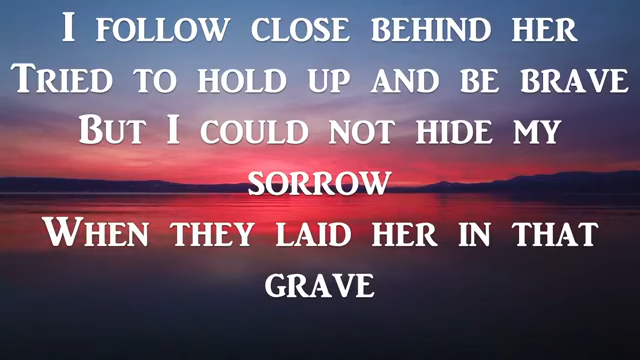 I follow close behind her
Tried to hold up and be brave
But I could not hide my
sorrow
When they laid her in that
grave